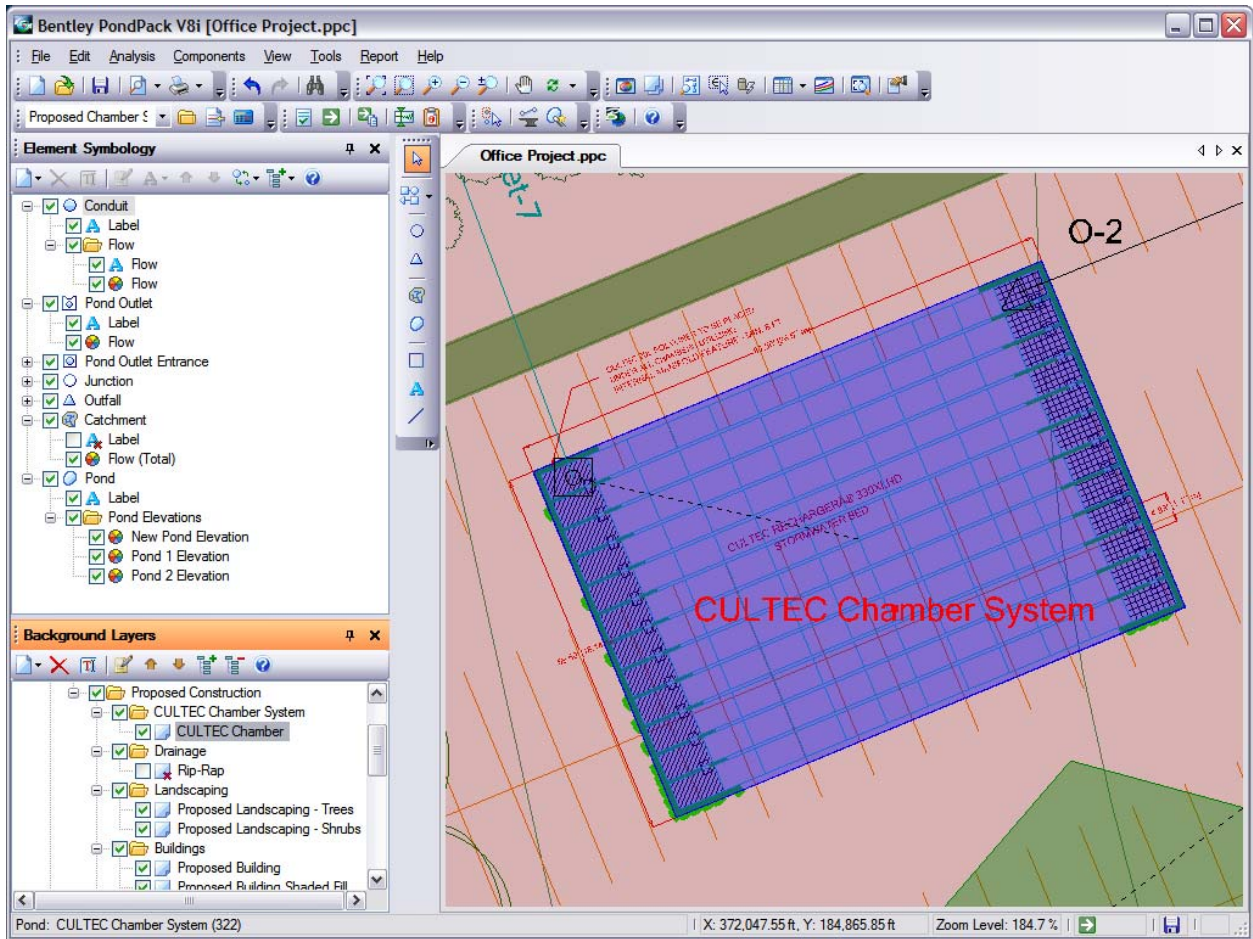 Bentley PondPack V8i [Office Project.ppc]
File Edit Analysis Components View Tools Report Help
Proposed Chamber S
Element Symbology
Conduit
Label
Flow
Flow
Flow
Pond Outlet
Label
Flow
Pond Outlet Entrance
Junction
Outfall
Catchment
Label
Flow (Total)
Pond
Label
Pond Elevations
New Pond Elevation
Pond 1 Elevation
Pond 2 Elevation
Background Layers
Proposed Construction
CULTEC Chamber System
CULTEC Chamber
Drainage
Rip-Rap
Landscaping
Proposed Landscaping - Trees
Proposed Landscaping - Shrubs
Buildings
Proposed Building
Proposed Building Shaded Fill
Office Project.ppc
et-7
O-2
CULTEC RECHARGERA® 330XLHD
STORMWATER BED
CULTEC Chamber System
Pond: CULTEC Chamber System (322)
X: 372,047.55 ft, Y: 184,865.85 ft
Zoom Level: 184.7 %